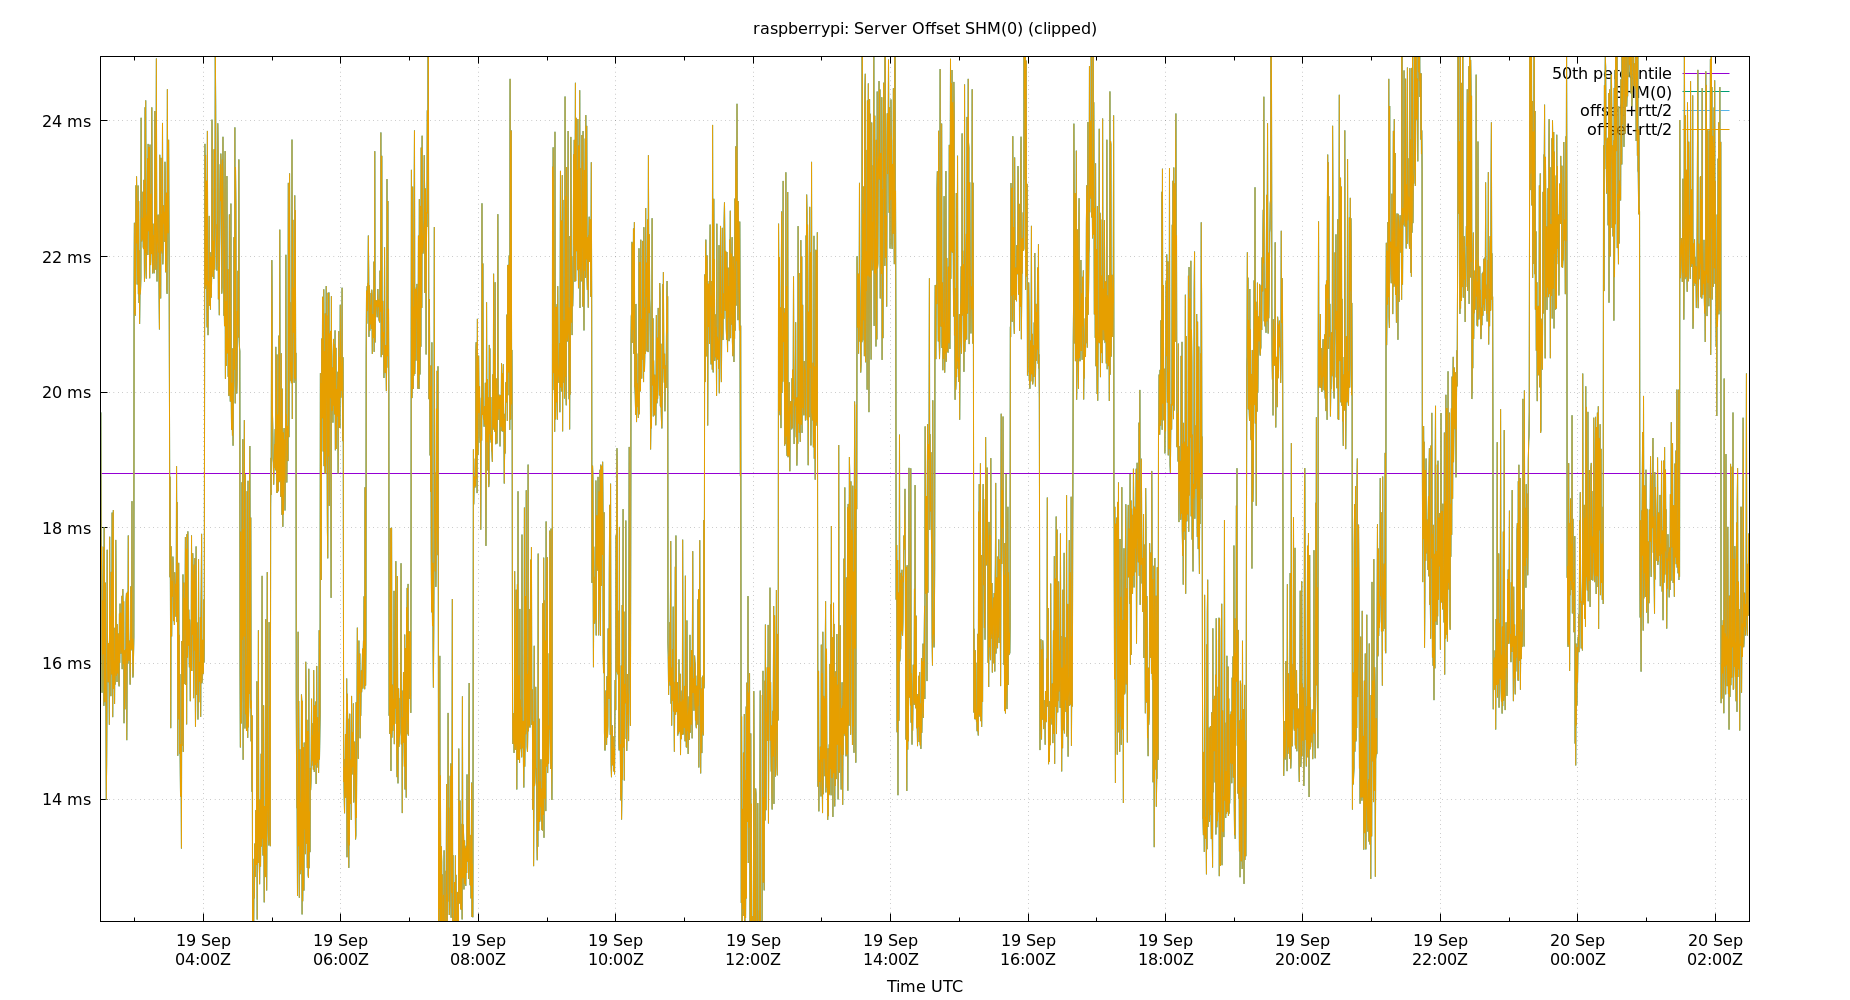 raspberrypi: Server Offset SHM(0) (clipped)
50th percentile
SHM(0)
offset+rtt/2
offset-rtt/2
24 ms
22 ms
20 ms
18 ms
16 ms
14 ms
19 Sep 19 Sep 19 Sep 19 Sep 19 Sep 19 Sep 19 Sep 19 Sep 19 Sep 19 Sep 20 Sep 20 Sep
04:00Z 06:00Z 08:00Z 10:00Z 12:00Z 14:00Z 16:00Z 18:00Z 20:00Z 22:00Z 00:00Z 02:00Z
Time UTC